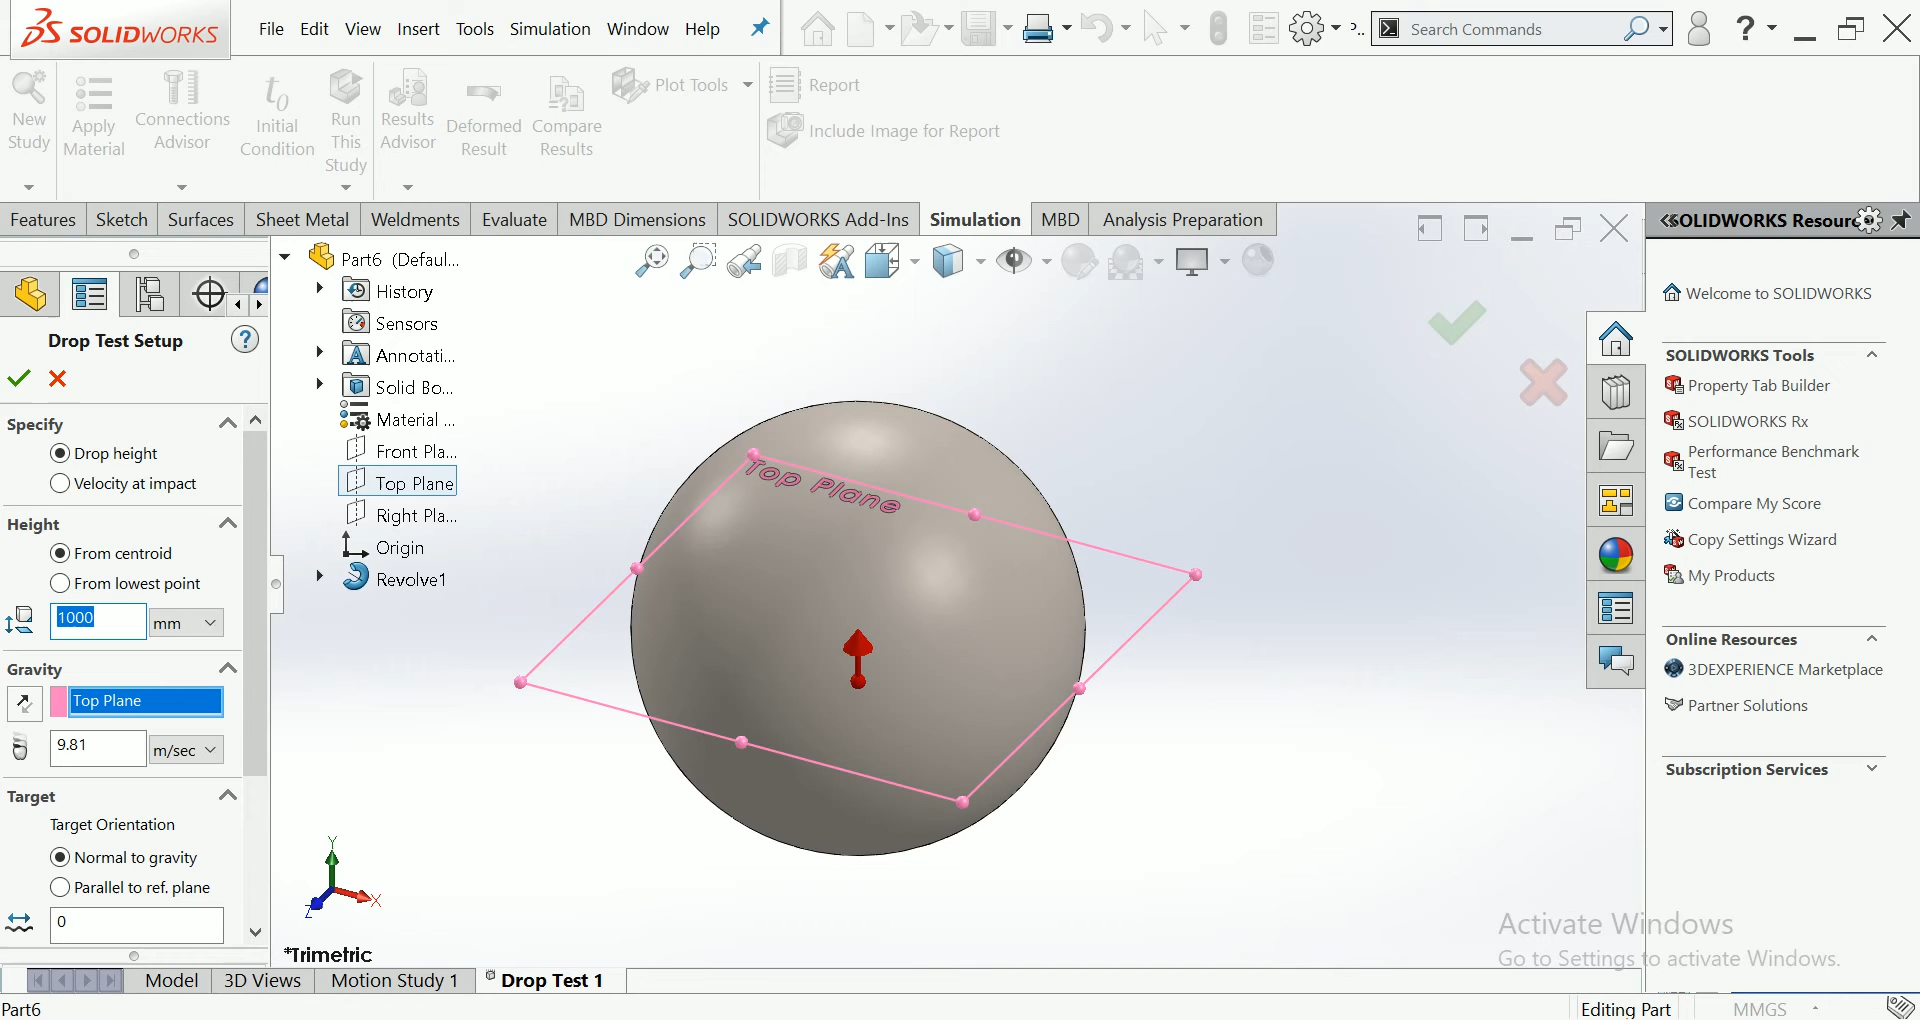 SOLIDWORKS
File Edit View Insert Tools Simulation Window Help
Search Commands
New Study
Apply Material
Connections Advisor
Initial Condition
Run This Study
Results Advisor
Deformed Result
Compare Results
Plot Tools
Report
Include Image for Report
Features Sketch Surfaces Sheet Metal Weldments Evaluate MBD Dimensions SOLIDWORKS Add-Ins Simulation MBD Analysis Preparation
Drop Test Setup
Specify
Drop height
Velocity at impact
Height
From centroid
From lowest point
1000 mm
Gravity
Top Plane
9.81 m/sec
Target
Target Orientation
Normal to gravity
Parallel to ref. plane
0
Part6 (Defaul...
History
Sensors
Annotati...
Solid Bo...
Material ...
Front Pla...
Top Plane
Right Pla...
Origin
Revolve1
Top Plane
Y
X
Z
*Trimetric
SOLIDWORKS Resourc
Welcome to SOLIDWORKS
SOLIDWORKS Tools
Property Tab Builder
SOLIDWORKS Rx
Performance Benchmark
Test
Compare My Score
Copy Settings Wizard
My Products
Online Resources
3DEXPERIENCE Marketplace
Partner Solutions
Subscription Services
Activate Windows
Go to Settings to activate Windows.
Model 3D Views Motion Study 1 Drop Test 1
Part6
Editing Part
MMGS